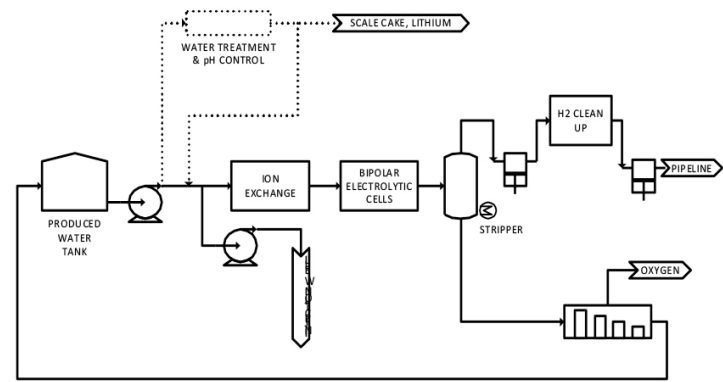 SCALE CAKE, LITHIUM
WATER TREATMENT
& pH CONTROL
H2 CLEAN
UP
PIPELINE
ION
EXCHANGE
BIPOLAR
ELECTROLYTIC
CELLS
PRODUCED
WATER
TANK
STRIPPER
OXYGEN